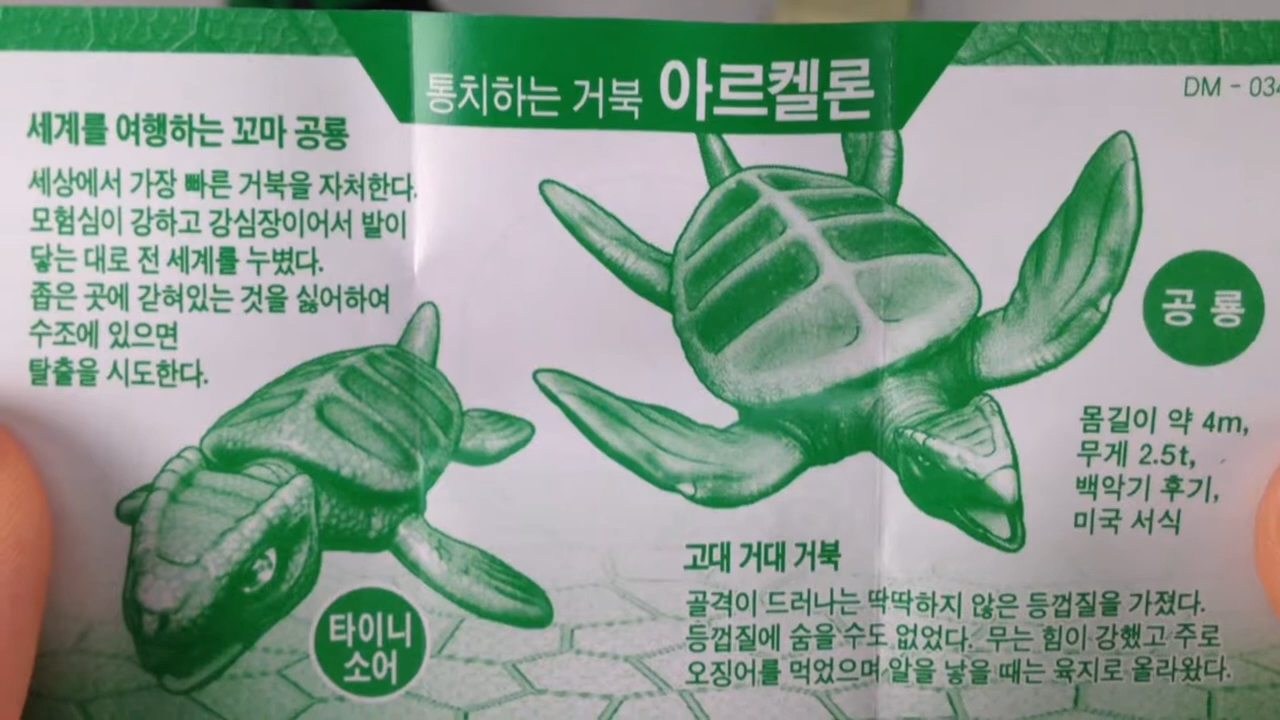 통치하는 거북 아르켈론
DM - 034
세계를 여행하는 꼬마 공룡
세상에서 가장 빠른 거북을 자처한다.
모험심이 강하고 강심장이어서 발이
닿는 대로 전 세계를 누볐다.
좁은 곳에 갇혀있는 것을 싫어하여
수조에 있으면
탈출을 시도한다.
타이니
소어
공룡
몸길이 약 4m,
무게 2.5t,
백악기 후기,
미국 서식
고대 거대 거북
골격이 드러나는 딱딱하지 않은 등껍질을 가졌다.
등껍질에 숨을 수도 없었다. 무는 힘이 강했고 주로
오징어를 먹었으며 알을 낳을 때는 육지로 올라왔다.